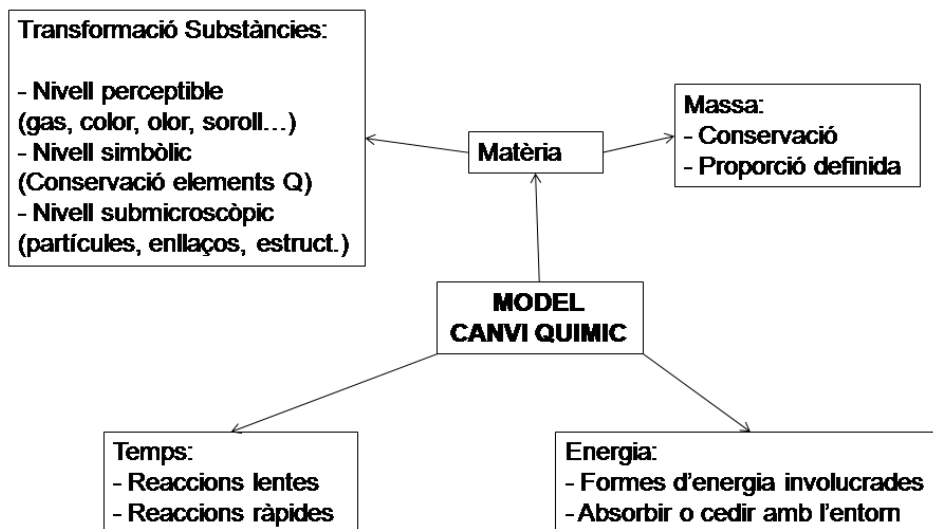 Transformació Substàncies:
- Nivell perceptible
(gas, color, olor, soroll...)
- Nivell simbòlic
(Conservació elements Q)
- Nivell submicroscòpic
(partícules, enllaços, estruct.)
Matèria
Massa:
- Conservació
- Proporció definida
MODEL
CANVI QUIMIC
Temps:
- Reaccions lentes
- Reaccions ràpides
Energia:
- Formes d'energia involucrades
- Absorbir o cedir amb l'entorn